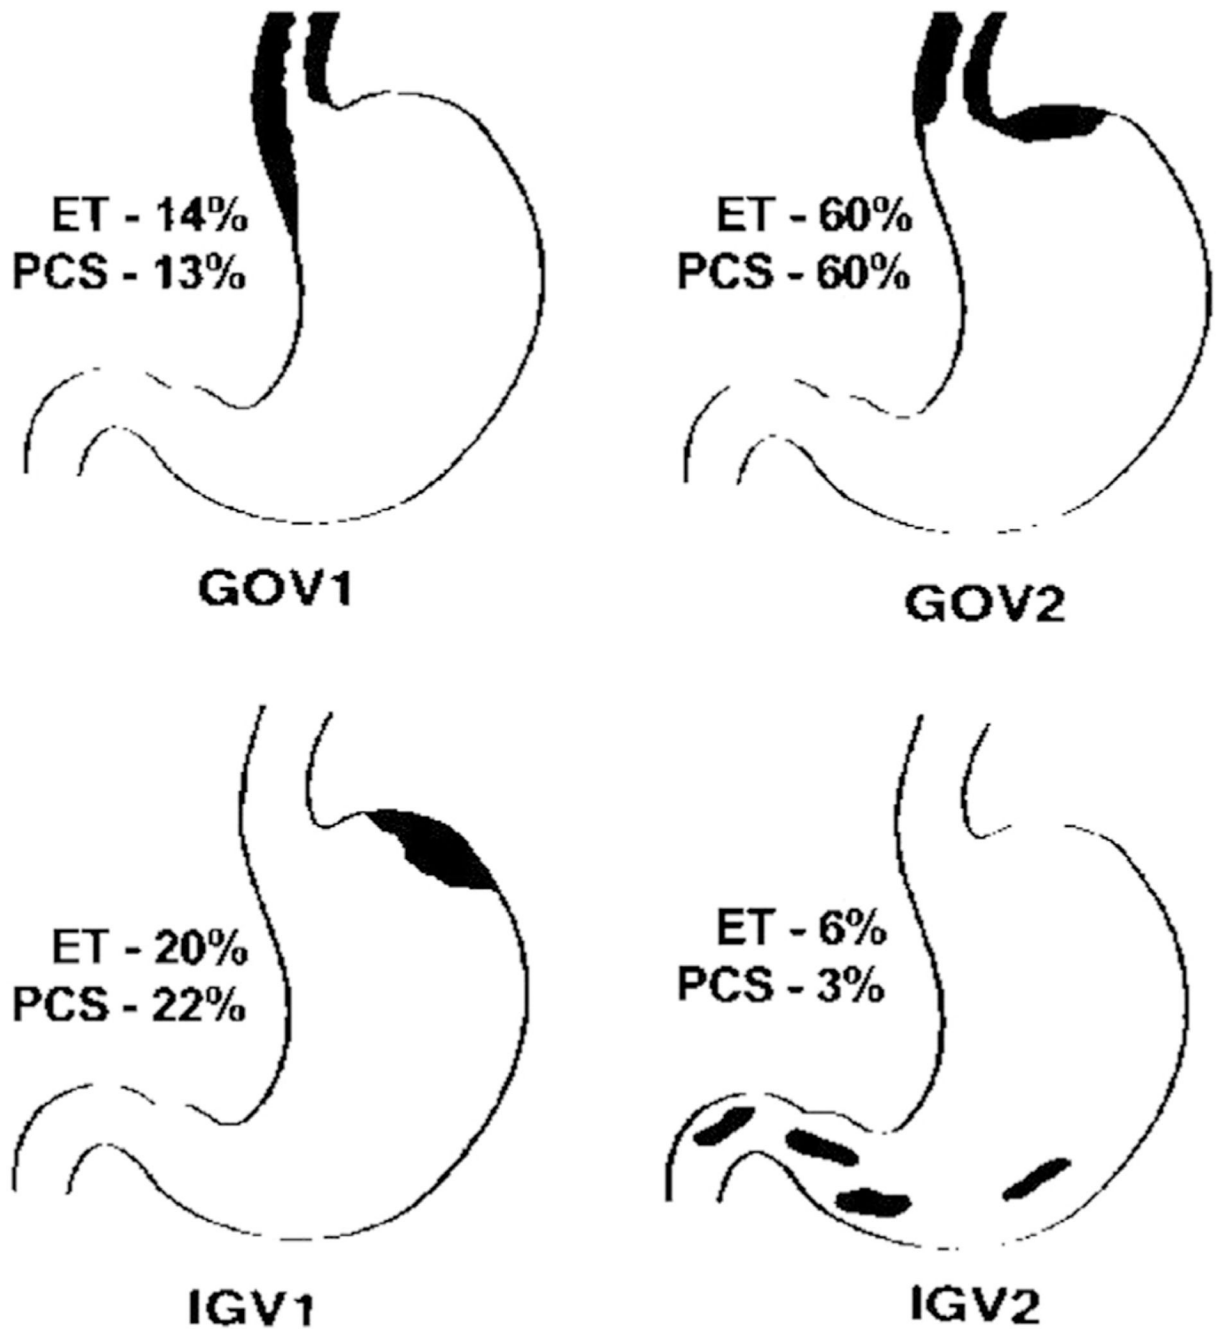 ET - 14%
PCS - 13%
GOV1
ET - 60%
PCS - 60%
GOV2
ET - 20%
PCS - 22%
IGV1
ET - 6%
PCS - 3%
IGV2